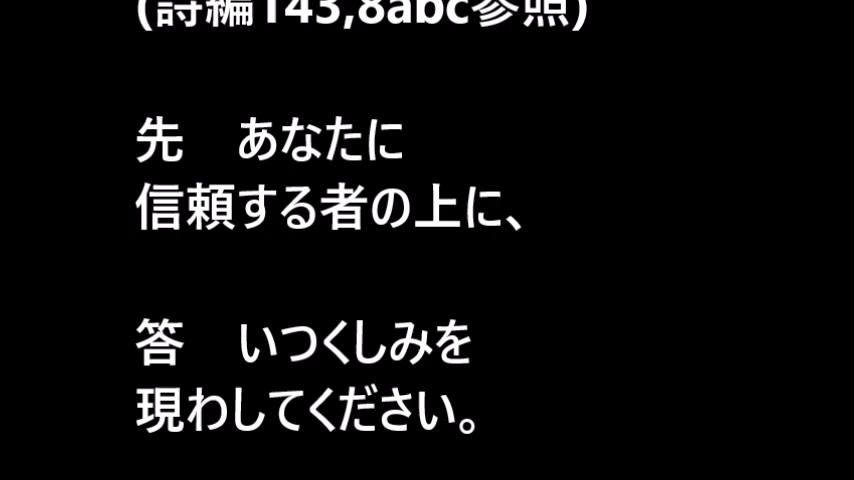 (詩編143,8abc参照)
先　あなたに
信頼する者の上に、
答　いつくしみを
現わしてください。